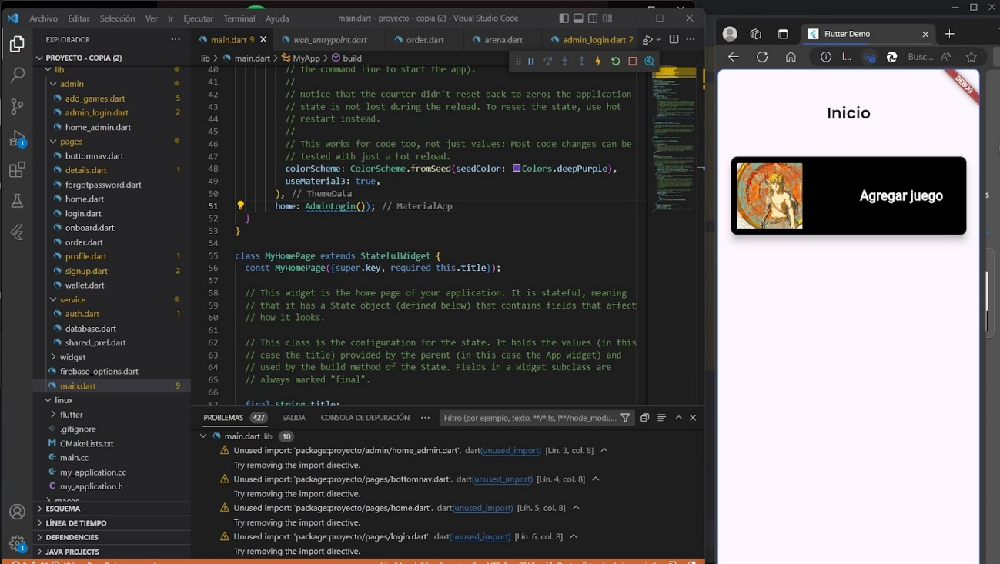 Archivo Editar Selección Ver Ir Ejecutar Terminal Ayuda
main.dart - proyecto - copia (2) - Visual Studio Code
EXPLORADOR
PROYECTO - COPIA (2)
lib
admin
add_games.dart 5
admin_login.dart 2
home_admin.dart
pages
bottomnav.dart
details.dart 1
forgotpassword.dart
home.dart
login.dart
onboard.dart
order.dart
profile.dart 1
signup.dart 2
wallet.dart
service
auth.dart 1
database.dart
shared_pref.dart
widget
firebase_options.dart
main.dart 9
linux
flutter
.gitignore
CMakeLists.txt
main.cc
my_application.cc
my_application.h
macos
ESQUEMA
LÍNEA DE TIEMPO
DEPENDENCIES
JAVA PROJECTS
1
1
main.dart 9 web_entrypoint.dart order.dart arena.dart admin_login.dart 2
lib > main.dart > MyApp > build
40 // the command line to start the app).
41 //
42 // Notice that the counter didn't reset back to zero; the application
43 // state is not lost during the reload. To reset the state, use hot
44 // restart instead.
45 //
46 // This works for code too, not just values: Most code changes can be
47 // tested with just a hot reload.
48 colorScheme: ColorScheme.fromSeed(seedColor: Colors.deepPurple),
49 useMaterial3: true,
50 ), // ThemeData
51 home: AdminLogin()); // MaterialApp
52 }
53 }
54
55 class MyHomePage extends StatefulWidget {
56 const MyHomePage({super.key, required this.title});
57
58 // This widget is the home page of your application. It is stateful, meaning
59 // that it has a State object (defined below) that contains fields that affect
60 // how it looks.
61
62 // This class is the configuration for the state. It holds the values (in this
63 // case the title) provided by the parent (in this case the App widget) and
64 // used by the build method of the State. Fields in a Widget subclass are
65 // always marked "final".
66
67 final String title;
PROBLEMAS 427 SALIDA CONSOLA DE DEPURACIÓN ··· Filtro (por ejemplo, texto, **/*.ts, !**/node_modu...
main.dart lib 10
Unused import: 'package:proyecto/admin/home_admin.dart'. dart(unused_import) [Lín. 3, col. 8]
Try removing the import directive.
Unused import: 'package:proyecto/pages/bottomnav.dart'. dart(unused_import) [Lín. 4, col. 8]
Try removing the import directive.
Unused import: 'package:proyecto/pages/home.dart'. dart(unused_import) [Lín. 5, col. 8]
Try removing the import directive.
Unused import: 'package:proyecto/pages/login.dart'. dart(unused_import) [Lín. 6, col. 8]
Try removing the import directive.
Flutter Demo
I... Busc...
DEBUG
Inicio
Agregar juego